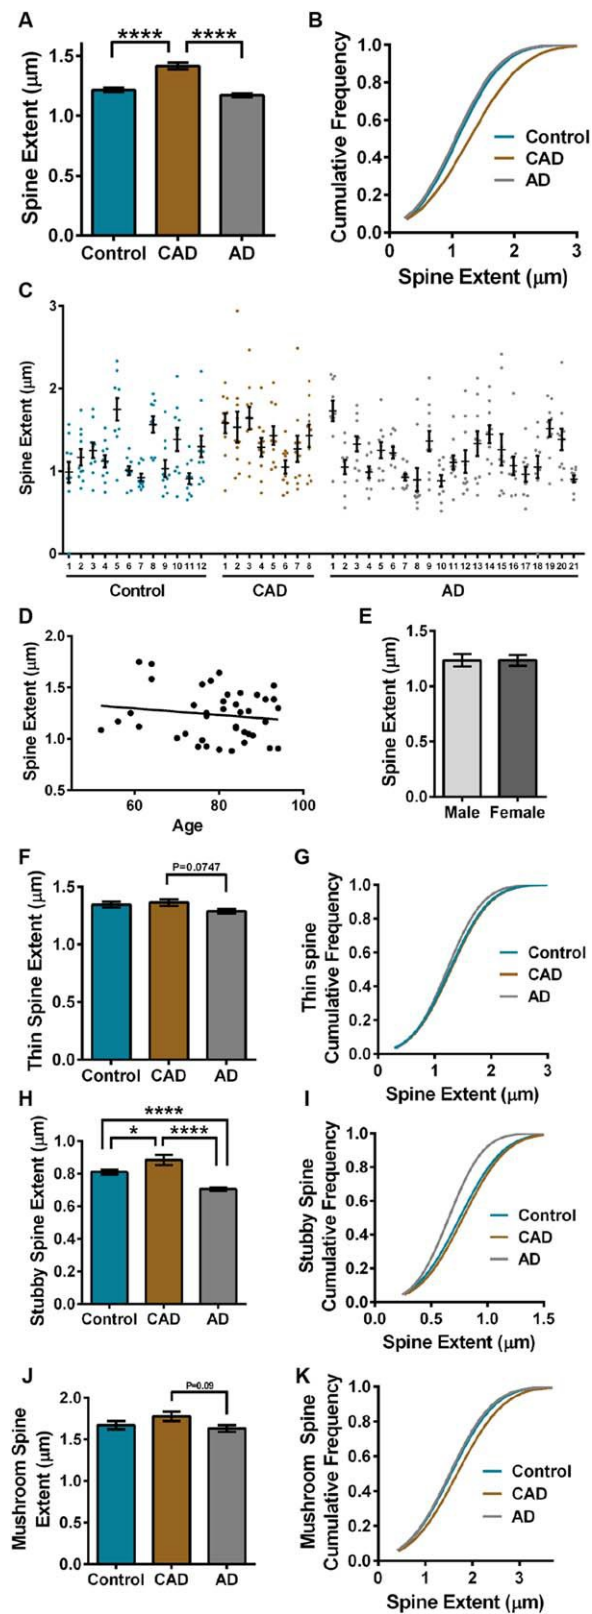 A
**** ****
Spine Extent (μm)
1.5
1.0
0.5
0.0
Control CAD AD
B
Cumulative Frequency
1.0
0.8
0.6
0.4
0.2
0.0
Control
CAD
AD
0 1 2 3
Spine Extent (μm)
C
Spine Extent (μm)
3
2
1
0
1 2 3 4 5 6 7 8 9 10 11 12 1 2 3 4 5 6 7 8 1 2 3 4 5 6 7 8 9 10 11 12 13 14 15 16 17 18 19 20 21
Control CAD AD
D
Spine Extent (μm)
2.0
1.5
1.0
0.5
60 80 100
Age
E
Spine Extent (μm)
1.5
1.0
0.5
0.0
Male Female
F
P=0.0747
Thin Spine Extent (μm)
1.5
1.0
0.5
0.0
Control CAD AD
G
Thin spine
Cumulative Frequency
1.0
0.8
0.6
0.4
0.2
0.0
Control
CAD
AD
0 1 2 3
Spine Extent (μm)
H
****
* ****
Stubby Spine Extent (μm)
1.0
0.8
0.6
0.4
0.2
0.0
Control CAD AD
I
Stubby Spine
Cumulative Frequency
1.0
0.8
0.6
0.4
0.2
0.0
Control
CAD
AD
0.0 0.5 1.0 1.5
Spine Extent (μm)
J
P=0.09
Mushroom Spine
Extent (μm)
2.0
1.5
1.0
0.5
0.0
Control CAD AD
K
Mushroom Spine
Cumulative Frequency
1.0
0.8
0.6
0.4
0.2
0.0
Control
CAD
AD
0 1 2 3
Spine Extent (μm)